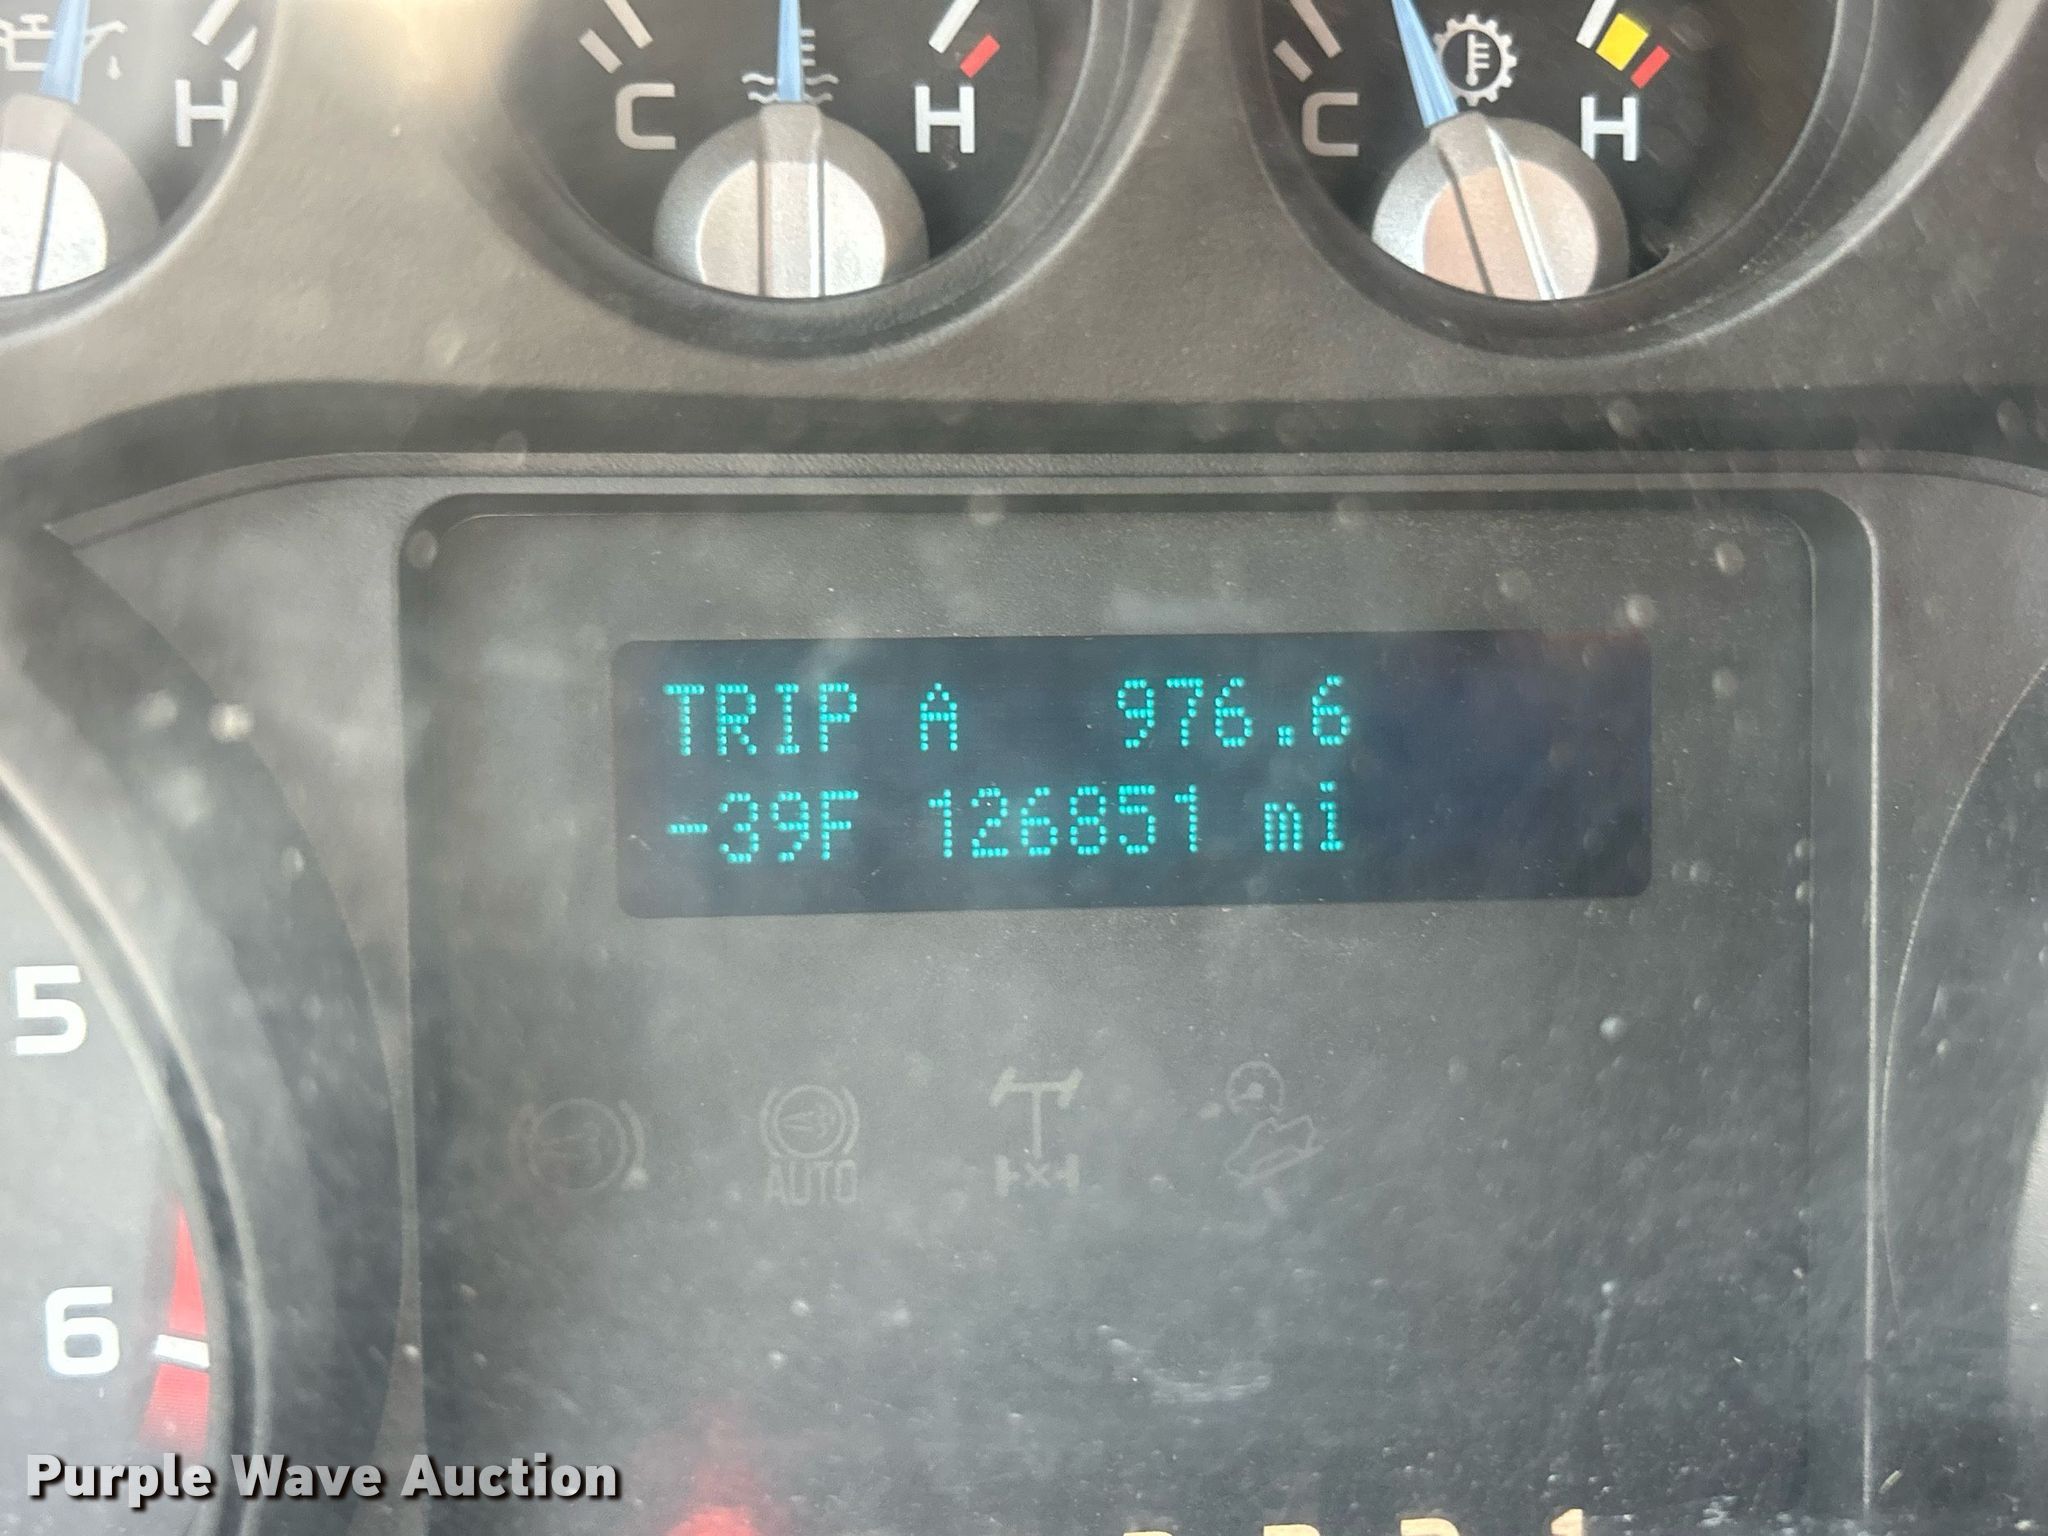 H
C
H
C
H
TRIP A 976.6
-39F 126851 mi
5
AUTO
6
Purple Wave Auction